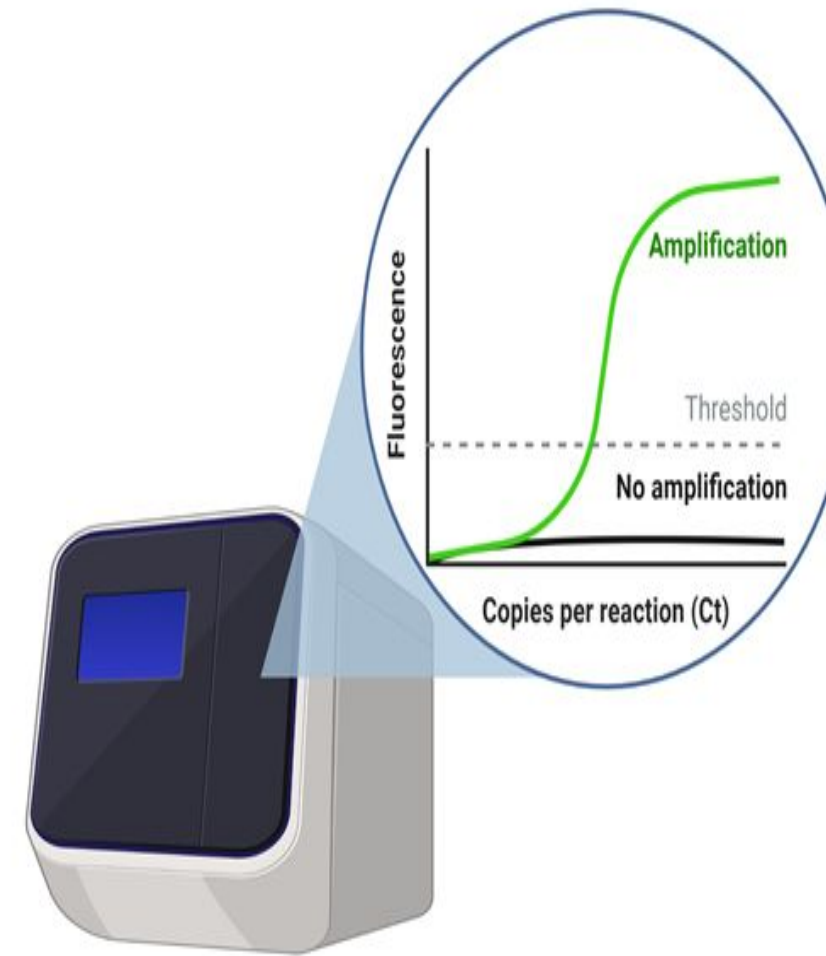 Fluorescence
Amplification
Threshold
No amplification
Copies per reaction (Ct)